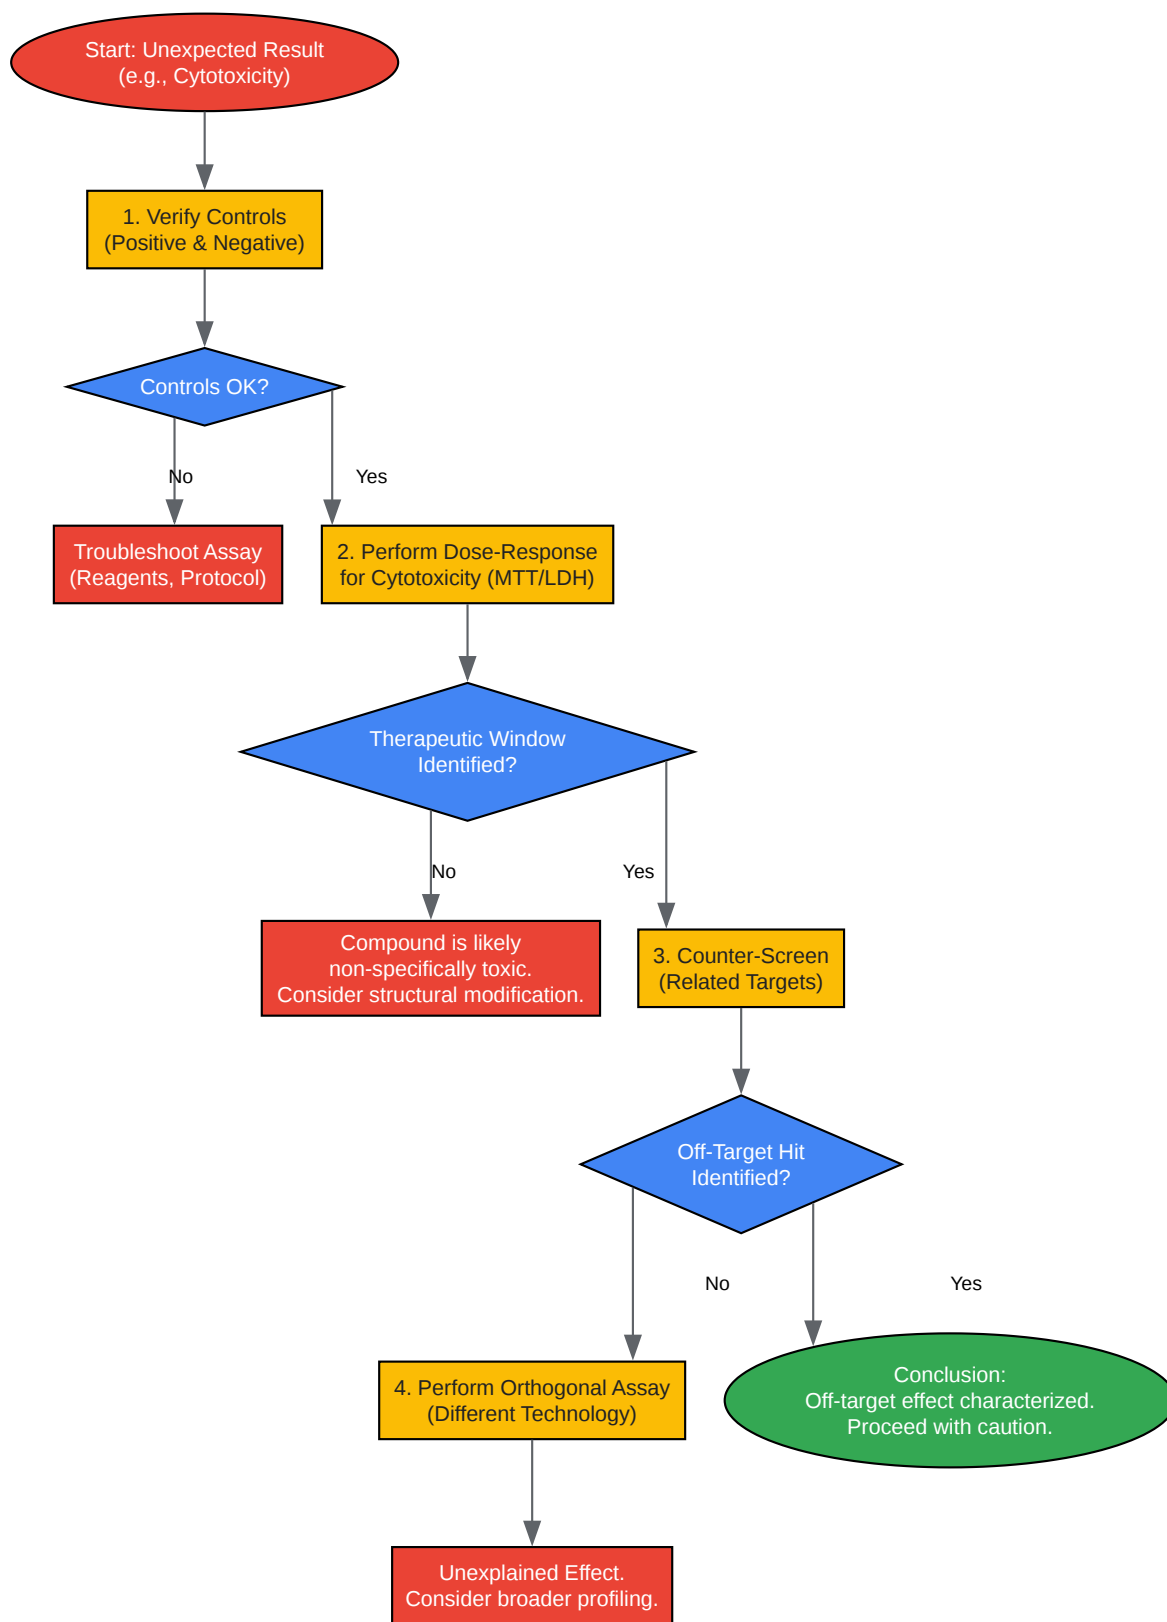 Start: Unexpected Result
(e.g., Cytotoxicity)
1. Verify Controls
(Positive & Negative)
Controls OK?
No
Yes
Troubleshoot Assay
(Reagents, Protocol)
2. Perform Dose-Response
for Cytotoxicity (MTT/LDH)
Therapeutic Window
Identified?
No
Yes
Compound is likely
non-specifically toxic.
Consider structural modification.
3. Counter-Screen
(Related Targets)
Off-Target Hit
Identified?
No
Yes
4. Perform Orthogonal Assay
(Different Technology)
Conclusion:
Off-target effect characterized.
Proceed with caution.
Unexplained Effect.
Consider broader profiling.